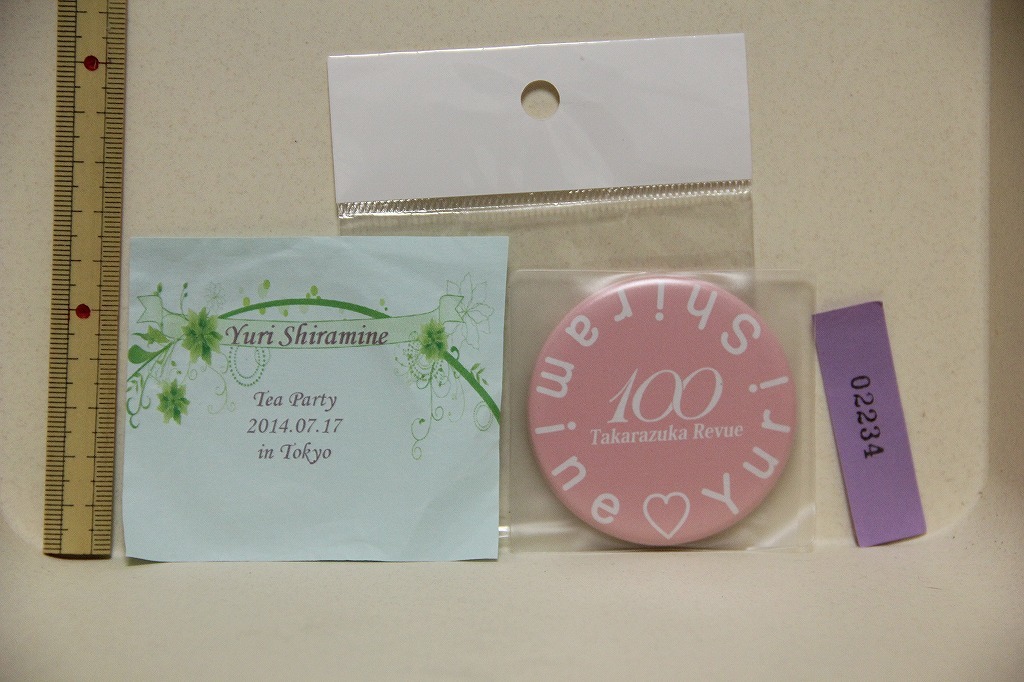 Yuri Shiramine
Tea Party
2014.07.17
in Tokyo
100
Takarazuka Revue
Yuri Shiramine ♡
02234